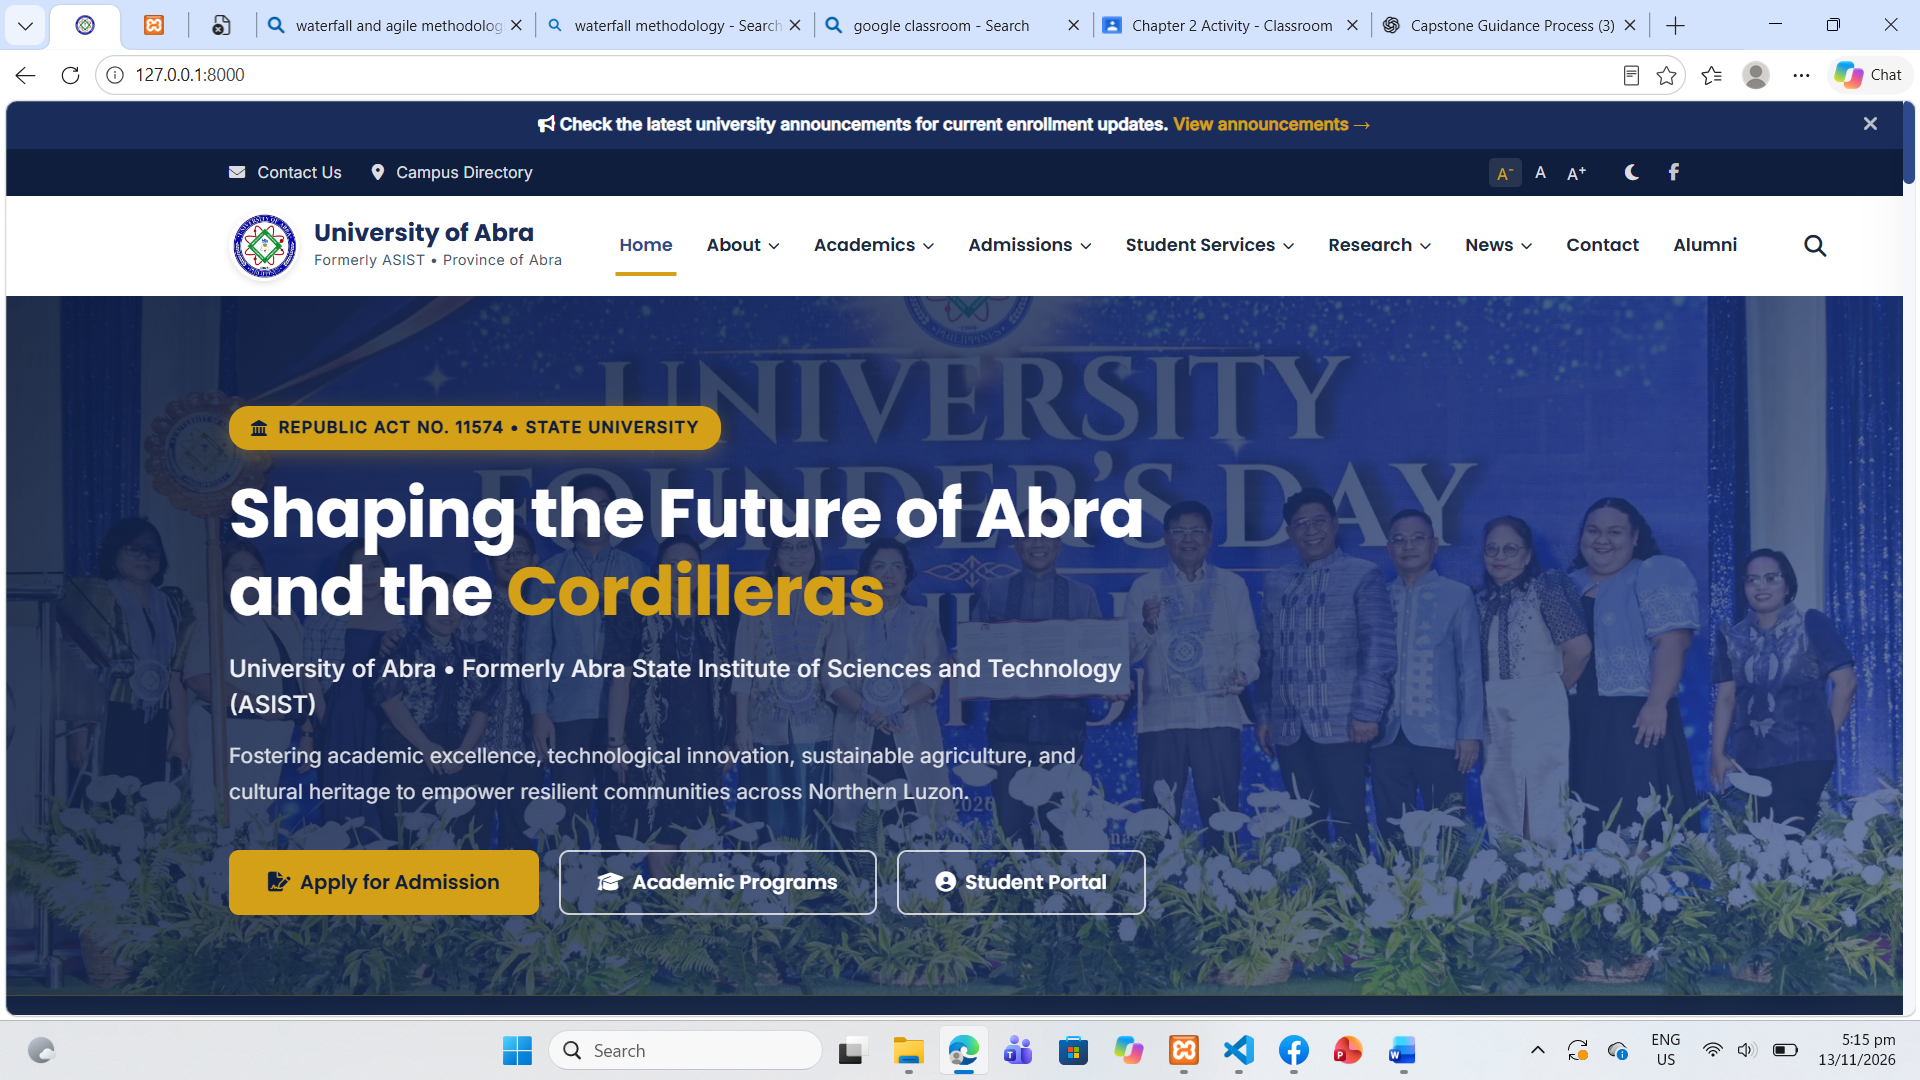 waterfall and agile methodolog
waterfall methodology - Search
google classroom - Search
Chapter 2 Activity - Classroom
Capstone Guidance Process (3)
127.0.0.1:8000
Chat
Check the latest university announcements for current enrollment updates. View announcements →
Contact Us
Campus Directory
A-
A
A+
University of Abra
Formerly ASIST • Province of Abra
Home
About
Academics
Admissions
Student Services
Research
News
Contact
Alumni
UNIVERSITY
FOUNDER'S DAY
REPUBLIC ACT NO. 11574 • STATE UNIVERSITY
Shaping the Future of Abra
and the Cordilleras
University of Abra • Formerly Abra State Institute of Sciences and Technology
(ASIST)
Fostering academic excellence, technological innovation, sustainable agriculture, and
cultural heritage to empower resilient communities across Northern Luzon.
2026
Apply for Admission
Academic Programs
Student Portal
Search
ENG
US
5:15 pm
13/11/2026